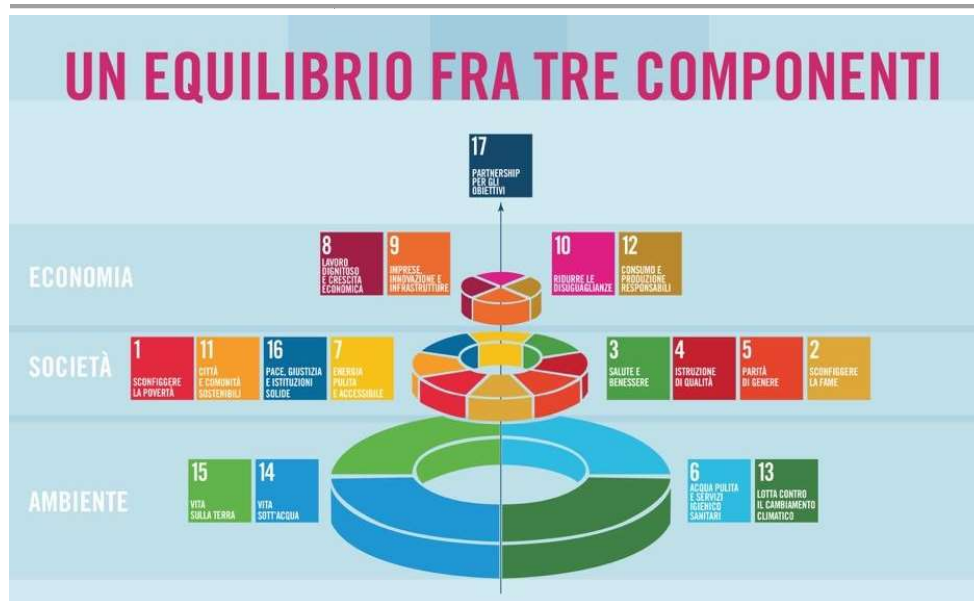 UN EQUILIBRIO FRA TRE COMPONENTI
17
PARTNERSHIP
PER GLI
OBIETTIVI
ECONOMIA
8
LAVORO
DIGNITOSO
E CRESCITA
ECONOMICA
9
IMPRESE,
INNOVAZIONE E
INFRASTRUTTURE
10
RIDURRE LE
DISUGUAGLIANZE
12
CONSUMO E
PRODUZIONE
RESPONSABILI
SOCIETÀ
1
SCONFIGGERE
LA POVERTÀ
11
CITTÀ
E COMUNITÀ
SOSTENIBILI
16
PACE, GIUSTIZIA
E ISTITUZIONI
SOLIDE
7
ENERGIA
PULITA
E ACCESSIBILE
3
SALUTE E
BENESSERE
4
ISTRUZIONE
DI QUALITÀ
5
PARITÀ
DI GENERE
2
SCONFIGGERE
LA FAME
AMBIENTE
15
VITA
SULLA TERRA
14
VITA
SOTT'ACQUA
6
ACQUA PULITA
E SERVIZI
IGIENICO
SANITARI
13
LOTTA CONTRO
IL CAMBIAMENTO
CLIMATICO